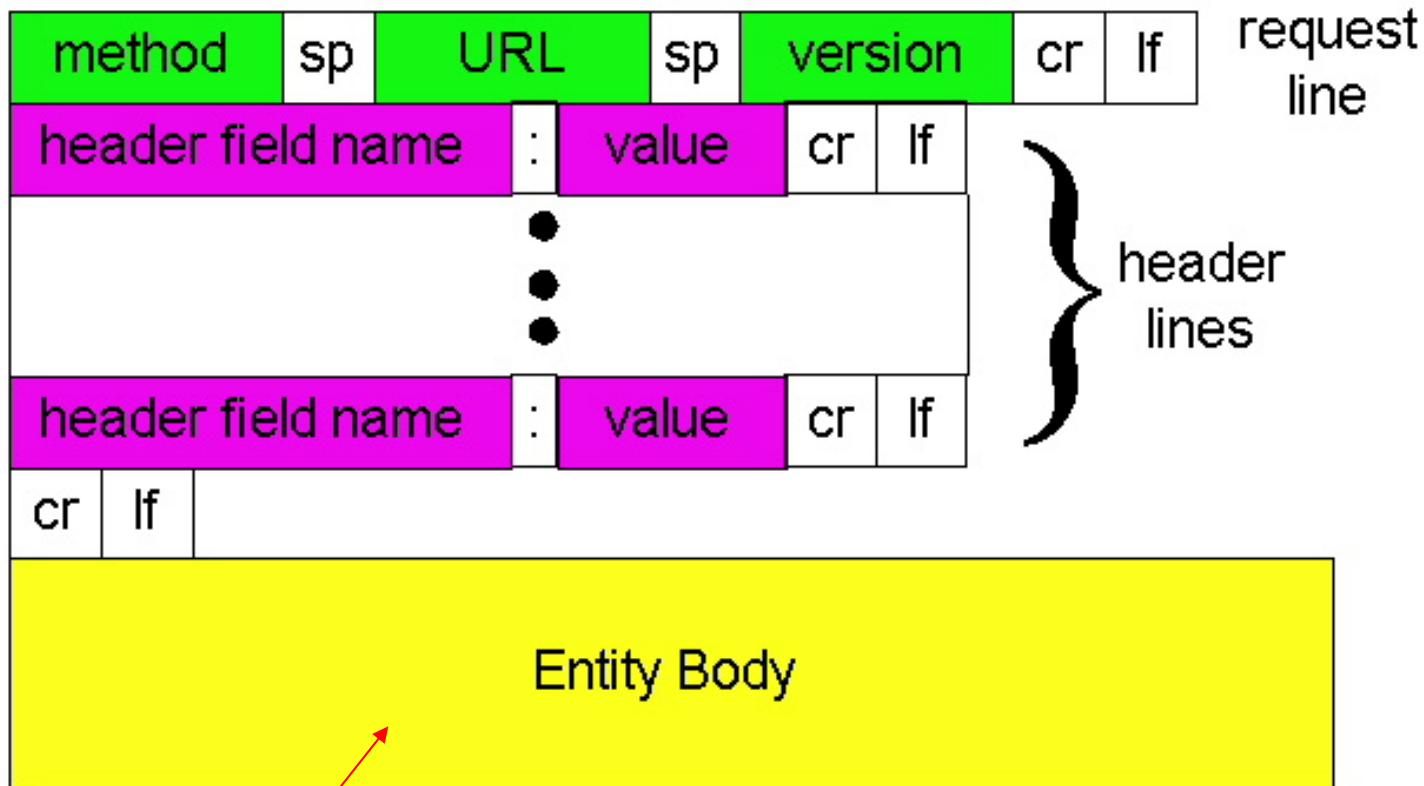 method sp URL sp version cr lf request line
header field name : value cr lf
header lines
header field name : value cr lf
cr lf
Entity Body